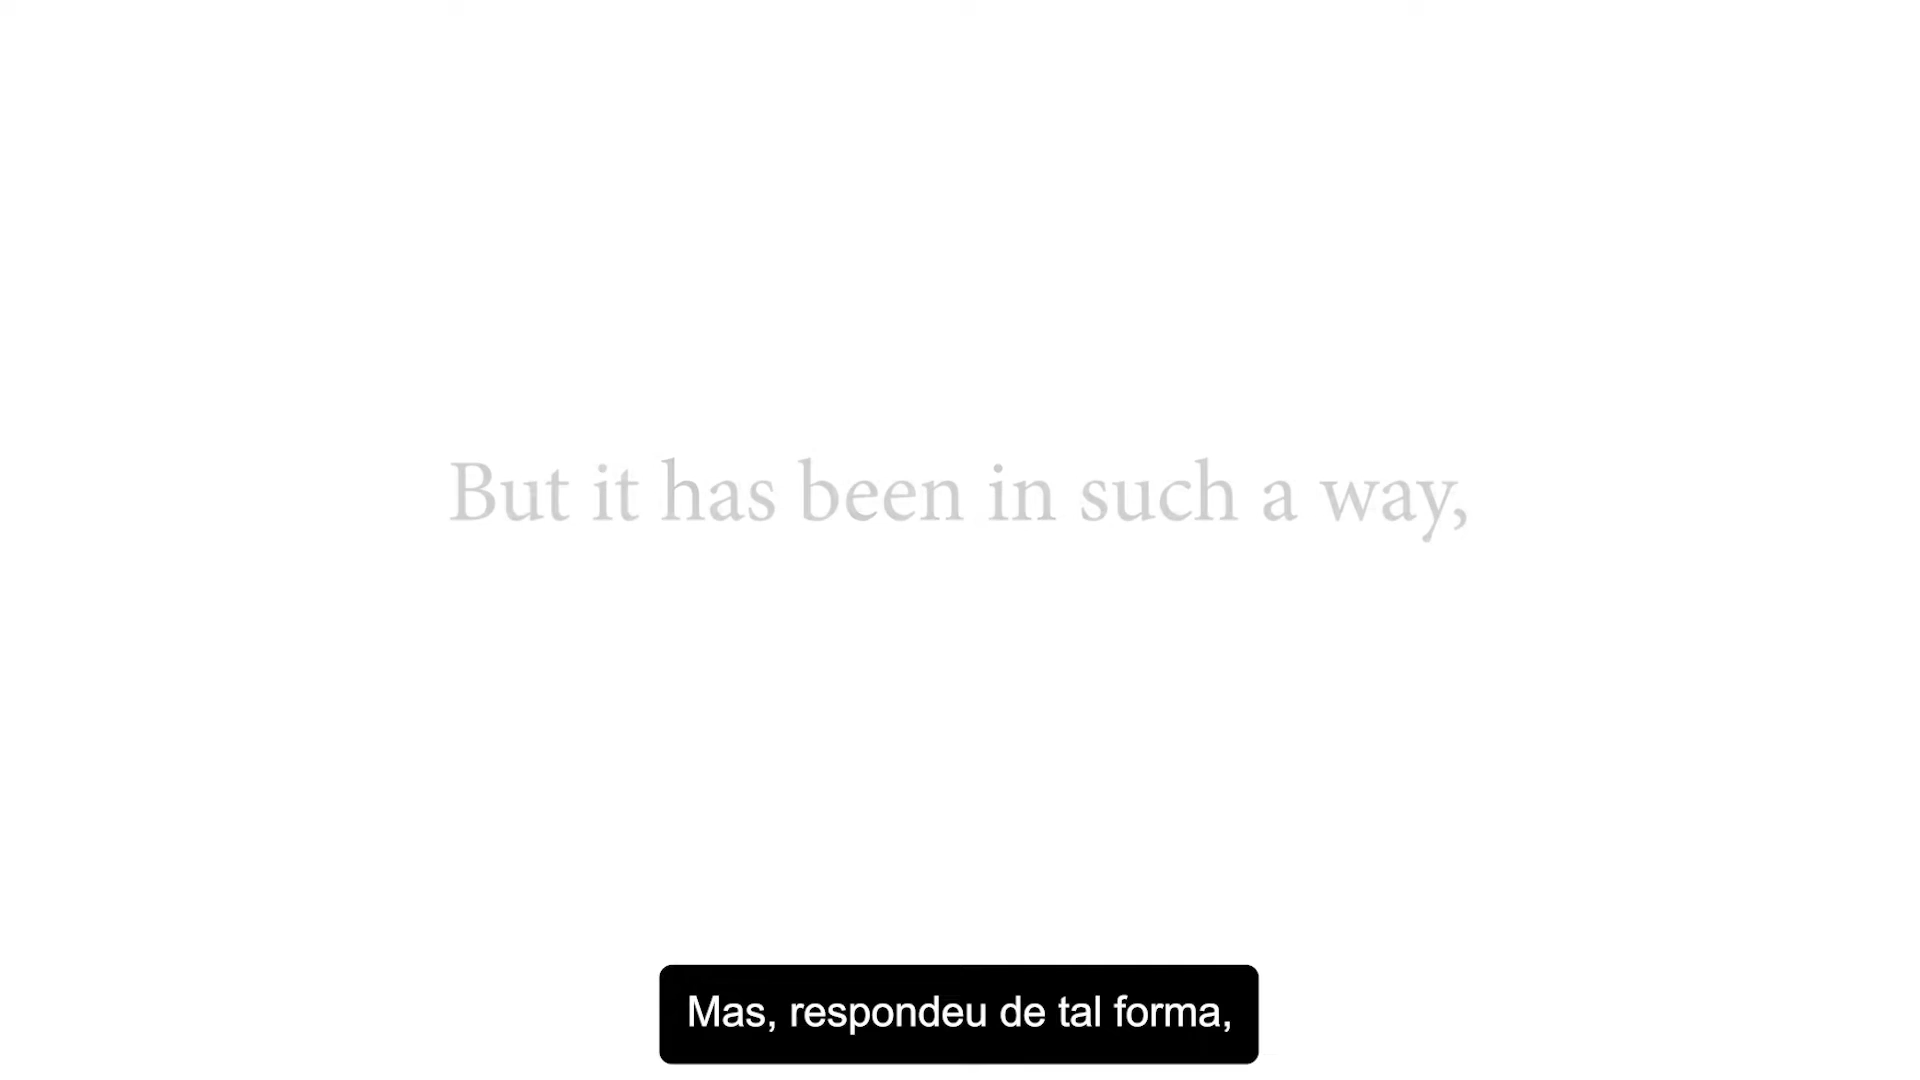 But it has been in such a way,
Mas, respondeu de tal forma,